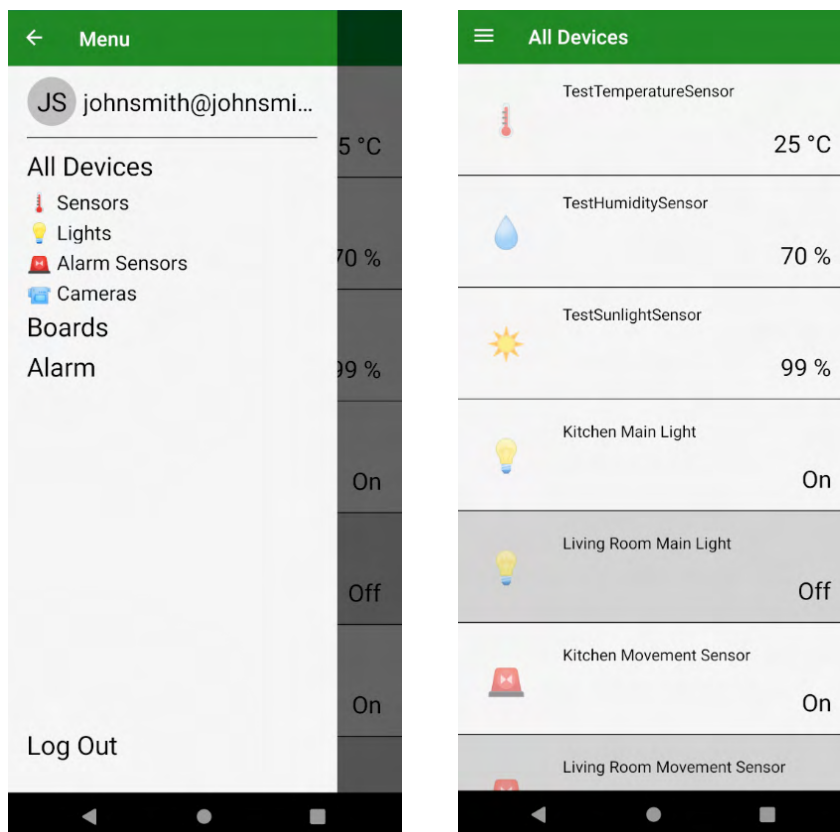 Menu
JS johnsmith@johnsmi...
All Devices
Sensors
Lights
Alarm Sensors
Cameras
Boards
Alarm
Log Out
5 °C
70 %
99 %
On
Off
On
All Devices
TestTemperatureSensor
25 °C
TestHumiditySensor
70 %
TestSunlightSensor
99 %
Kitchen Main Light
On
Living Room Main Light
Off
Kitchen Movement Sensor
On
Living Room Movement Sensor